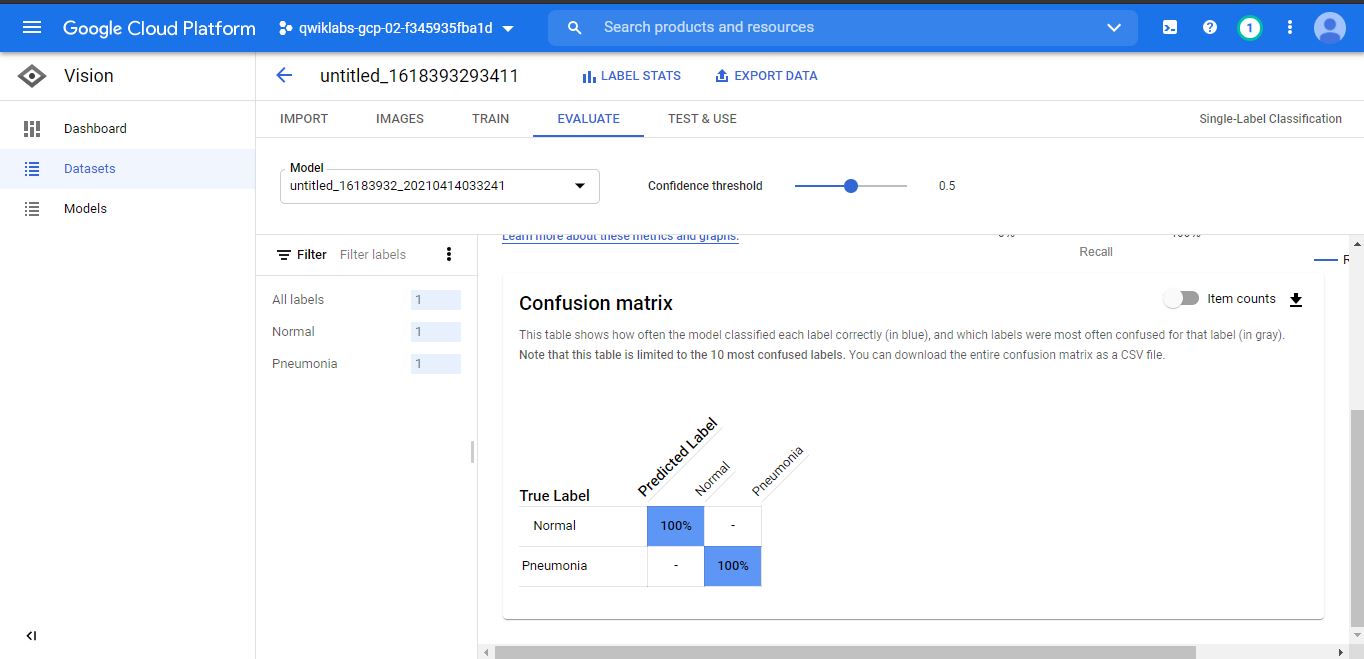 Google Cloud Platform qwiklabs-gcp-02-f345935fba1d Search products and resources 1
Vision untitled_1618393293411 LABEL STATS EXPORT DATA
Dashboard
Datasets
Models
IMPORT IMAGES TRAIN EVALUATE TEST & USE Single-Label Classification
Model
untitled_16183932_20210414033241 Confidence threshold 0.5
Filter Filter labels
All labels 1
Normal 1
Pneumonia 1
Learn more about these metrics and graphs.
0% 100%
Recall
R
Confusion matrix Item counts
This table shows how often the model classified each label correctly (in blue), and which labels were most often confused for that label (in gray).
Note that this table is limited to the 10 most confused labels. You can download the entire confusion matrix as a CSV file.
True Label Predicted Label Normal Pneumonia
Normal 100% -
Pneumonia - 100%